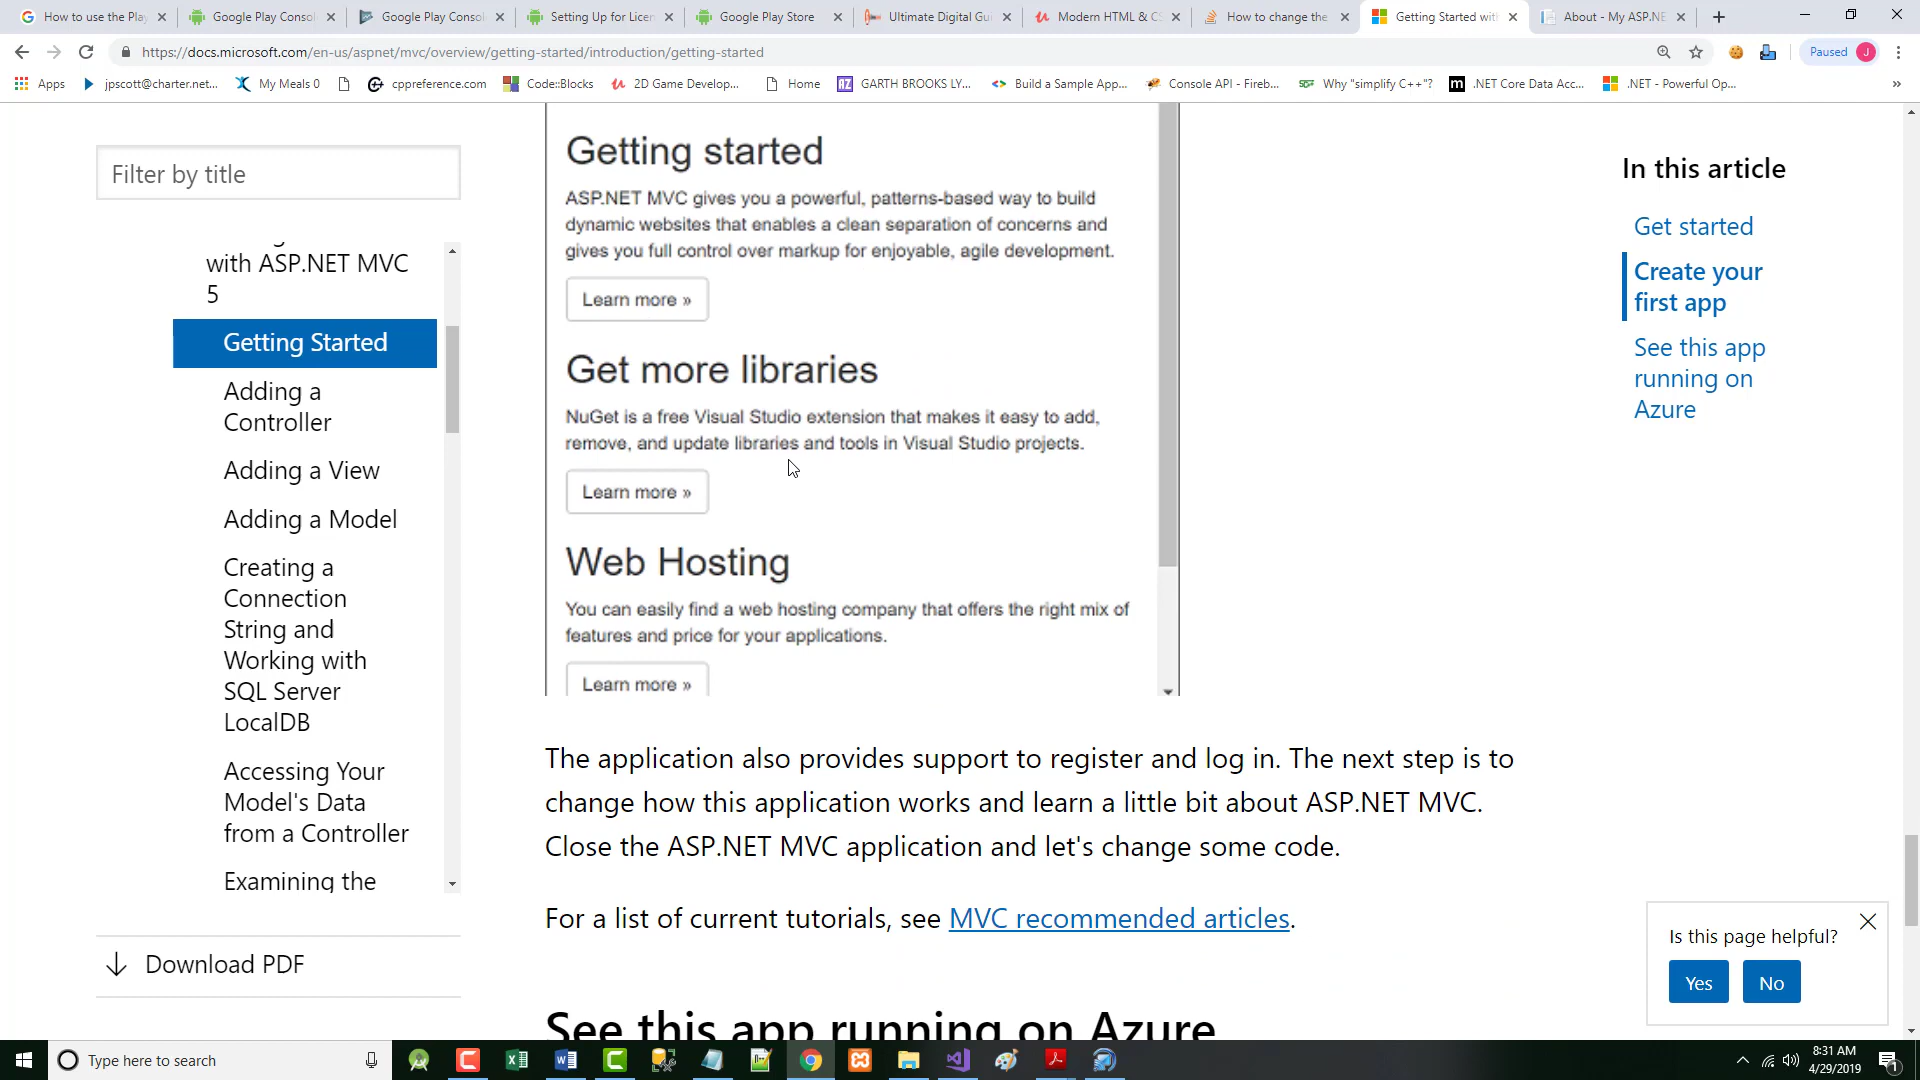 How to use the Play
Google Play Conso
Google Play Conso
Setting Up for Licen
Google Play Store
Ultimate Digital Gui
Modern HTML & CS
How to change the
Getting Started with
About - My ASP.NE
https://docs.microsoft.com/en-us/aspnet/mvc/overview/getting-started/introduction/getting-started
Paused J
Apps
jpscott@charter.net...
My Meals 0
cppreference.com
Code::Blocks
2D Game Develop...
Home
AZ GARTH BROOKS LY...
Build a Sample App...
Console API - Fireb...
Why "simplify C++"?
m .NET Core Data Acc...
.NET - Powerful Op...
»
Filter by title
with ASP.NET MVC
5
Getting Started
Adding a
Controller
Adding a View
Adding a Model
Creating a
Connection
String and
Working with
SQL Server
LocalDB
Accessing Your
Model's Data
from a Controller
Examining the
Download PDF
Getting started
ASP.NET MVC gives you a powerful, patterns-based way to build
dynamic websites that enables a clean separation of concerns and
gives you full control over markup for enjoyable, agile development.
Learn more »
Get more libraries
NuGet is a free Visual Studio extension that makes it easy to add,
remove, and update libraries and tools in Visual Studio projects.
Learn more »
Web Hosting
You can easily find a web hosting company that offers the right mix of
features and price for your applications.
Learn more »
The application also provides support to register and log in. The next step is to
change how this application works and learn a little bit about ASP.NET MVC.
Close the ASP.NET MVC application and let's change some code.
For a list of current tutorials, see MVC recommended articles.
See this app running on Azure
In this article
Get started
Create your
first app
See this app
running on
Azure
Is this page helpful?
Yes
No
Type here to search
8:31 AM
4/29/2019
1